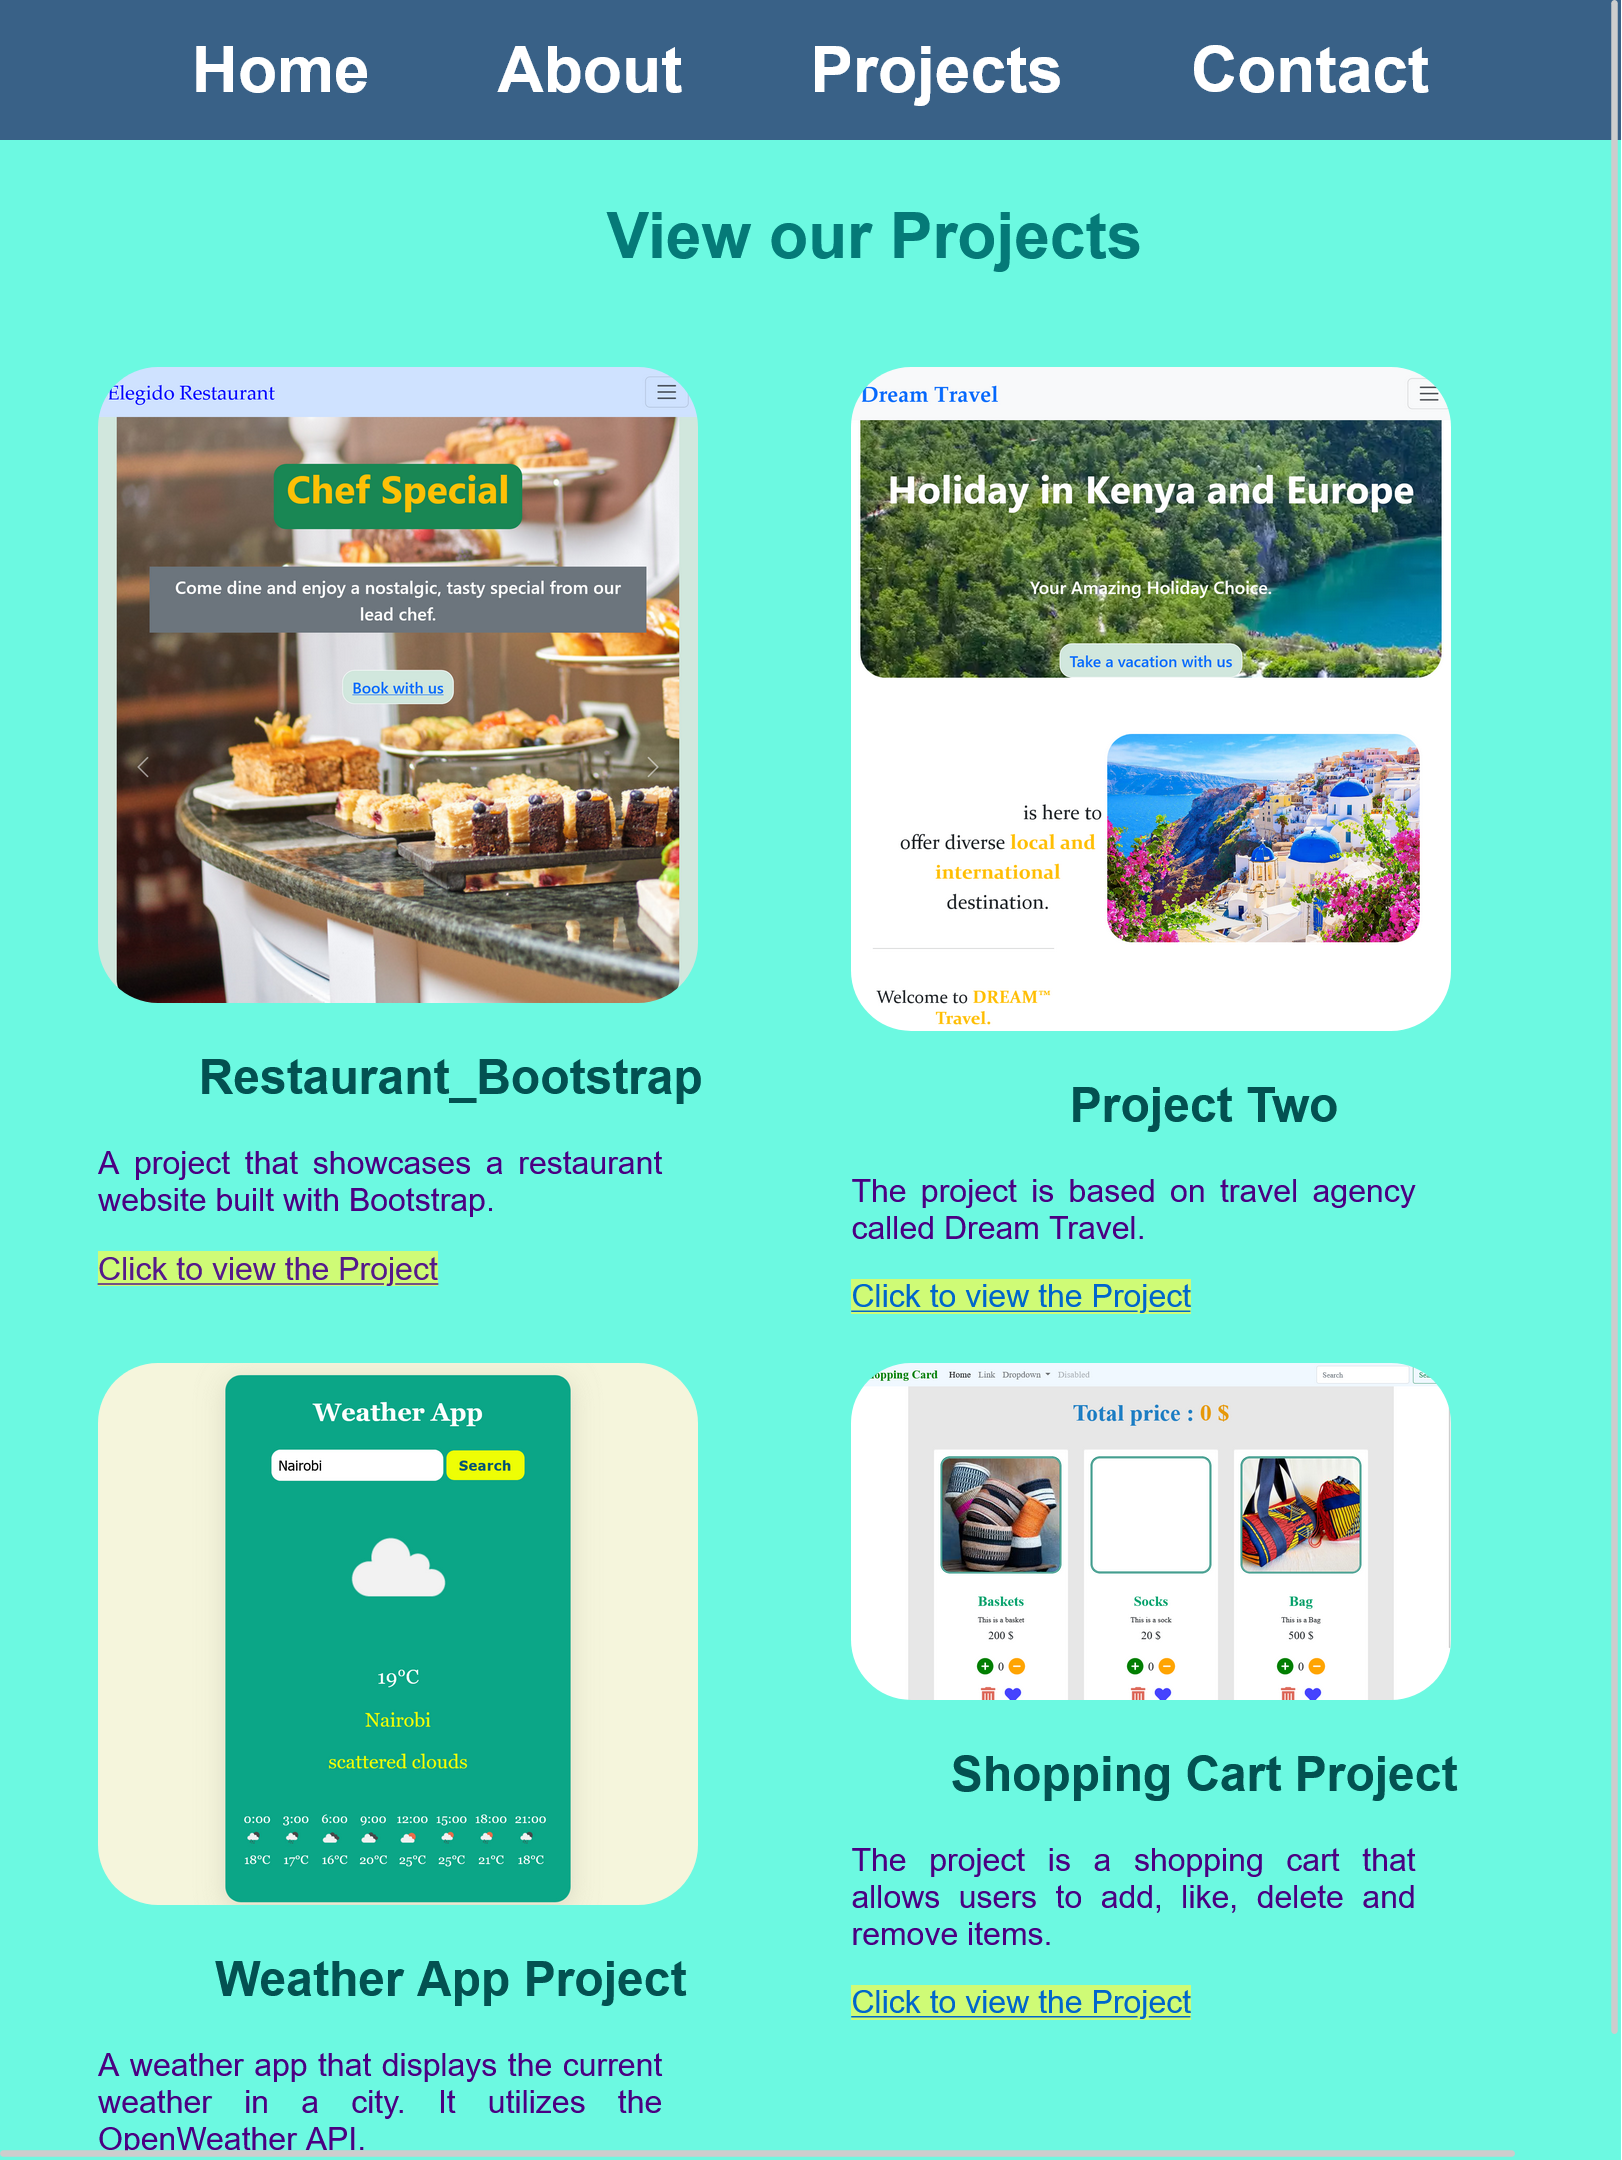 Home About Projects Contact
View our Projects
Elegido Restaurant
Chef Special
Come dine and enjoy a nostalgic, tasty special from our
lead chef.
Book with us
Restaurant_Bootstrap
A project that showcases a restaurant
website built with Bootstrap.
Click to view the Project
Dream Travel
Holiday in Kenya and Europe
Your Amazing Holiday Choice.
Take a vacation with us
is here to
offer diverse local and
international
destination.
Welcome to DREAM™
Travel.
Project Two
The project is based on travel agency
called Dream Travel.
Click to view the Project
Weather App
Nairobi Search
19°C
Nairobi
scattered clouds
0:00 3:00 6:00 9:00 12:00 15:00 18:00 21:00
18°C 17°C 16°C 20°C 25°C 25°C 21°C 18°C
Weather App Project
A weather app that displays the current
weather in a city. It utilizes the
OpenWeather API.
opping Card Home Link Dropdown Disabled Search
Total price : 0 $
Baskets Socks Bag
This is a basket This is a sock This is a Bag
200 $ 20 $ 500 $
+ 0 − + 0 − + 0 −
Shopping Cart Project
The project is a shopping cart that
allows users to add, like, delete and
remove items.
Click to view the Project